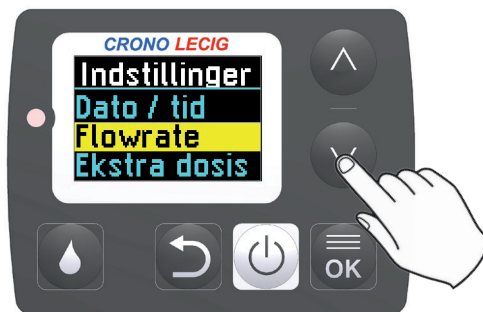 CRONO LECIG
Indstillinger
Dato / tid
Flowrate
Ekstra dosis
OK